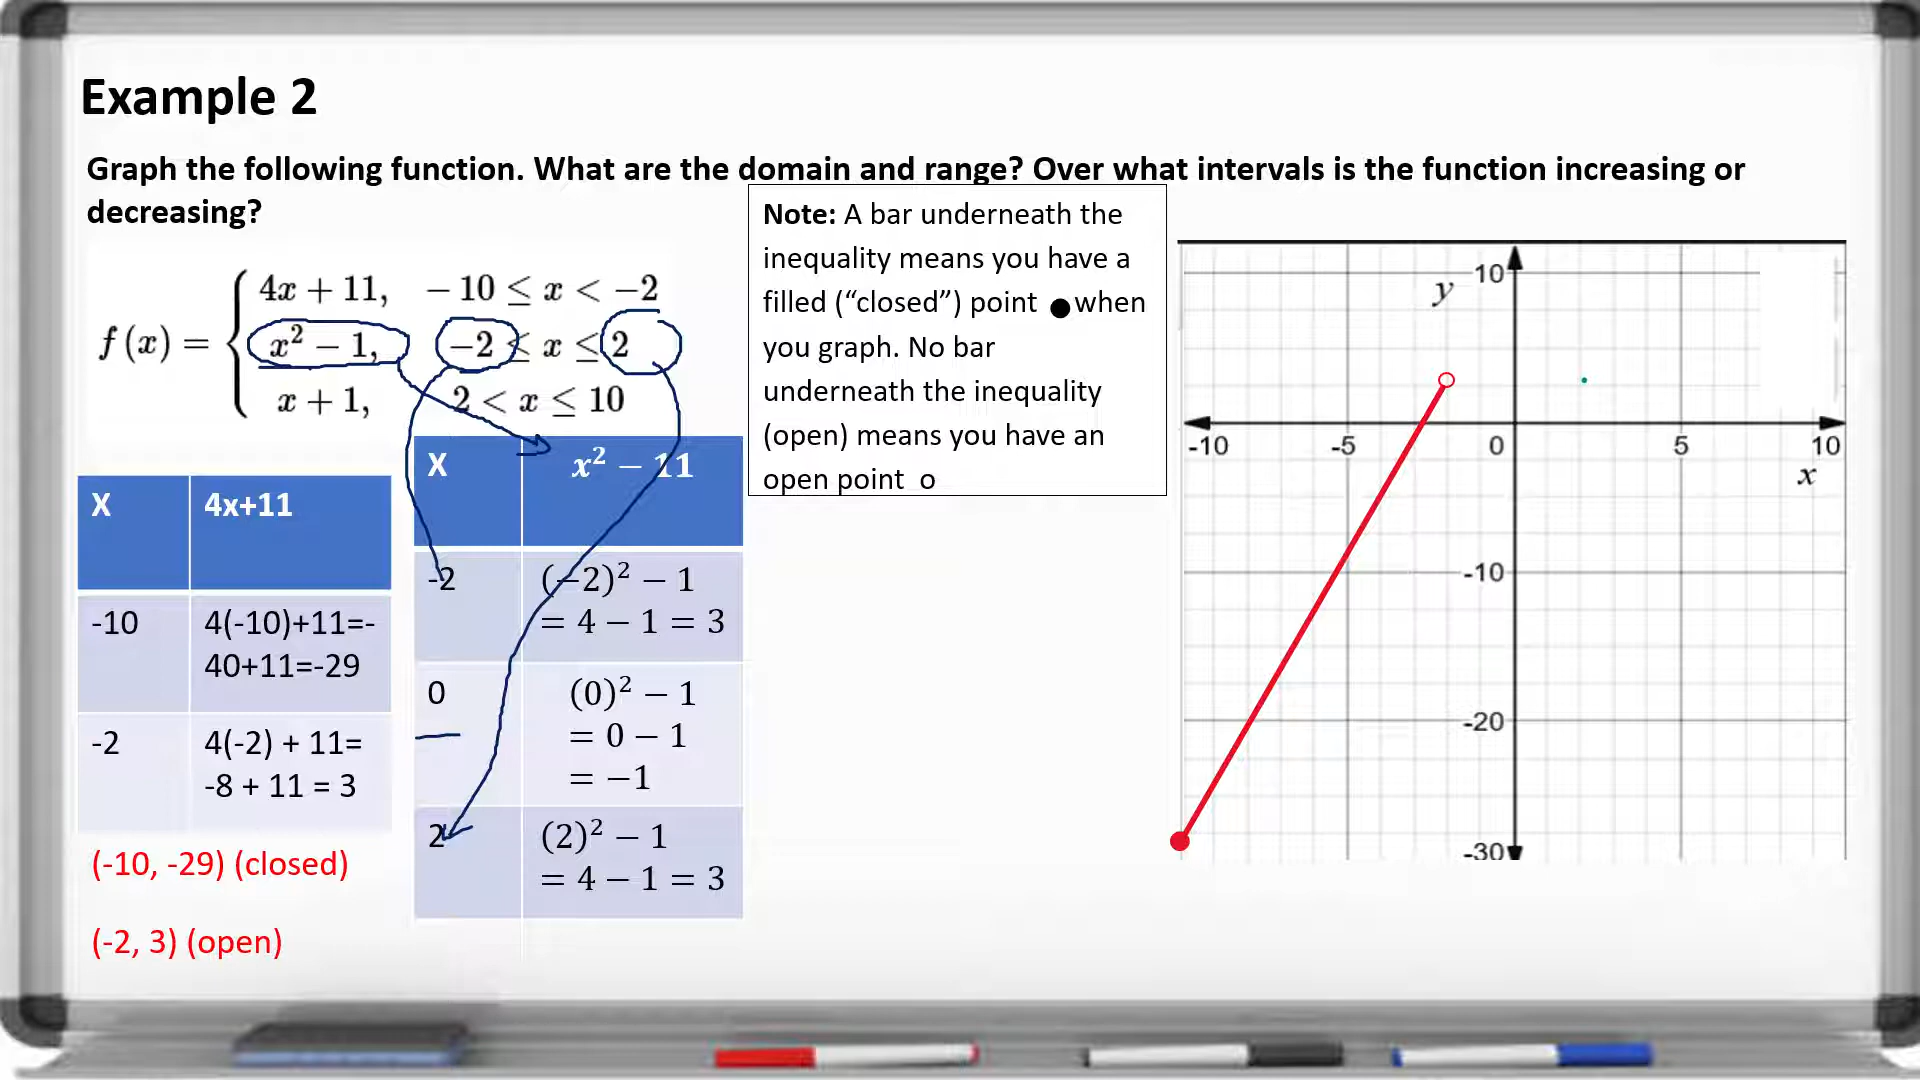 Example 2
Graph the following function. What are the domain and range? Over what intervals is the function increasing or
decreasing?
f (x) = { 4x + 11, − 10 ≤ x < −2
x² − 1, −2 ≤ x ≤ 2
x + 1, 2 < x ≤ 10
Note: A bar underneath the
inequality means you have a
filled (“closed”) point ● when
you graph. No bar
underneath the inequality
(open) means you have an
open point o
X 4x+11
-10 4(-10)+11=-
40+11=-29
-2 4(-2) + 11=
-8 + 11 = 3
(-10, -29) (closed)
(-2, 3) (open)
X x² − 11
-2 (−2)² − 1
= 4 − 1 = 3
0 (0)² − 1
= 0 − 1
= −1
2 (2)² − 1
= 4 − 1 = 3
y 10
-10 -5 0 5 10
x
-10
-20
-30